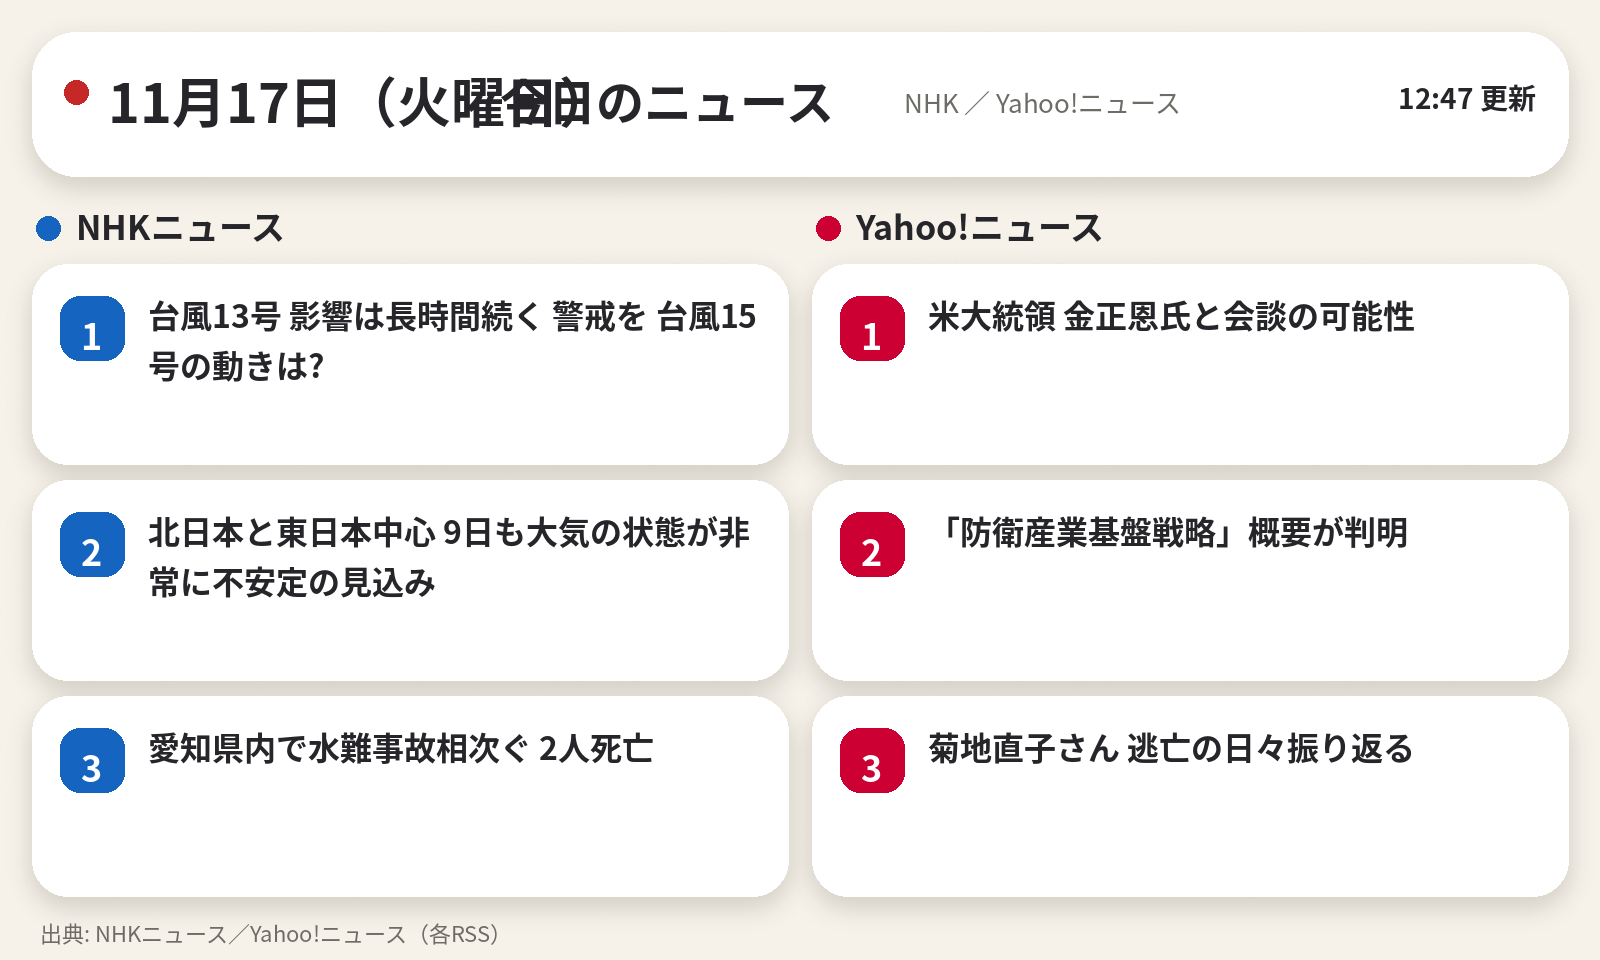 11月17日（火曜日）今日のニュース NHK ／ Yahoo!ニュース 12:47 更新
NHKニュース
1 台風13号 影響は長時間続く 警戒を 台風15
号の動きは?
2 北日本と東日本中心 9日も大気の状態が非
常に不安定の見込み
3 愛知県内で水難事故相次ぐ 2人死亡
Yahoo!ニュース
1 米大統領 金正恩氏と会談の可能性
2 「防衛産業基盤戦略」概要が判明
3 菊地直子さん 逃亡の日々振り返る
出典: NHKニュース／Yahoo!ニュース（各RSS）